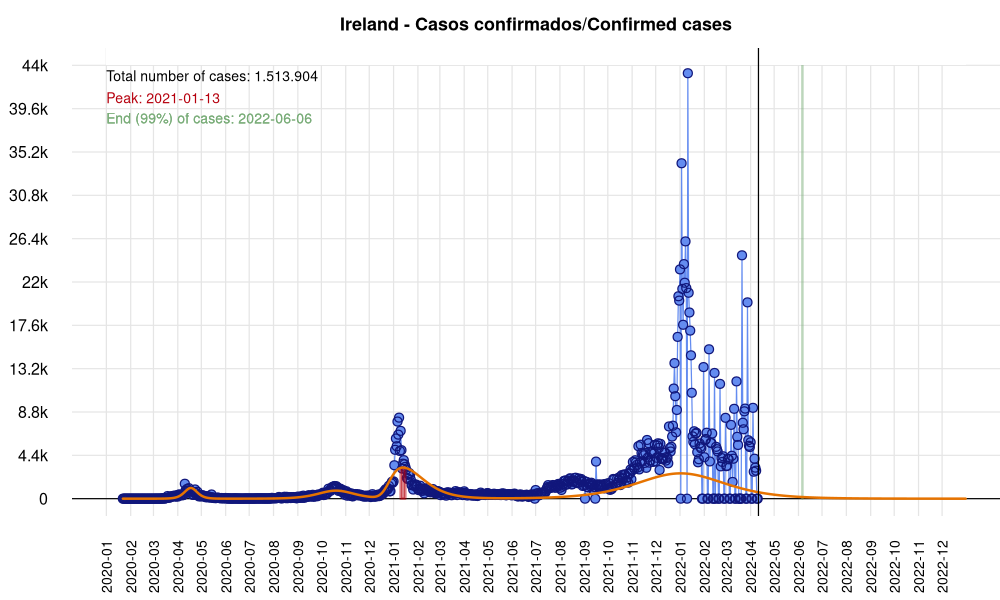 Ireland - Casos confirmados/Confirmed cases
Total number of cases: 1.513.904
Peak: 2021-01-13
End (99%) of cases: 2022-06-06
44k
39.6k
35.2k
30.8k
26.4k
22k
17.6k
13.2k
8.8k
4.4k
0
2020-01
2020-02
2020-03
2020-04
2020-05
2020-06
2020-07
2020-08
2020-09
2020-10
2020-11
2020-12
2021-01
2021-02
2021-03
2021-04
2021-05
2021-06
2021-07
2021-08
2021-09
2021-10
2021-11
2021-12
2022-01
2022-02
2022-03
2022-04
2022-05
2022-06
2022-07
2022-08
2022-09
2022-10
2022-11
2022-12